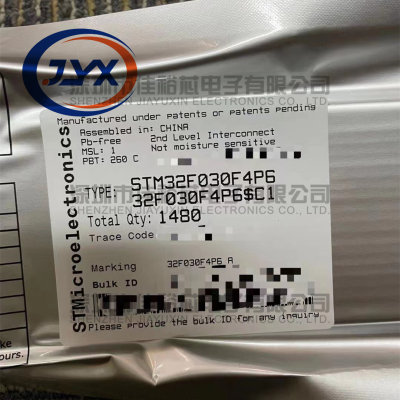 JYX
深圳市佳裕芯电子有限公司
SHENZHEN JIAYUXIN ELECTRONICS CO.,LTD
Manufactured under patents or patents pending
Assembled in: CHINA
Pb-free 2nd Level Interconnect
MSL: 1 Not moisture sensitive
PBT: 260 C
TYPE: STM32F030F4P6
32F030F4P6$C1
Total Qty: 1480
Trace Code
Marking 32F030F4P6 A
Bulk ID
Please provide the bulk ID for any inquiry
STMicroelectronics
ke
ours.